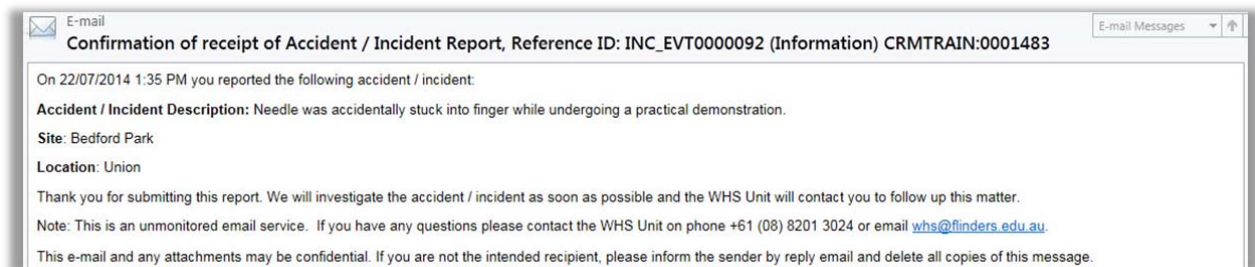 E-mail
E-mail Messages
Confirmation of receipt of Accident / Incident Report, Reference ID: INC_EVT0000092 (Information) CRMTRAIN:0001483
On 22/07/2014 1:35 PM you reported the following accident / incident:
Accident / Incident Description: Needle was accidentally stuck into finger while undergoing a practical demonstration.
Site: Bedford Park
Location: Union
Thank you for submitting this report. We will investigate the accident / incident as soon as possible and the WHS Unit will contact you to follow up this matter.
Note: This is an unmonitored email service.  If you have any questions please contact the WHS Unit on phone +61 (08) 8201 3024 or email whs@flinders.edu.au.
This e-mail and any attachments may be confidential. If you are not the intended recipient, please inform the sender by reply email and delete all copies of this message.